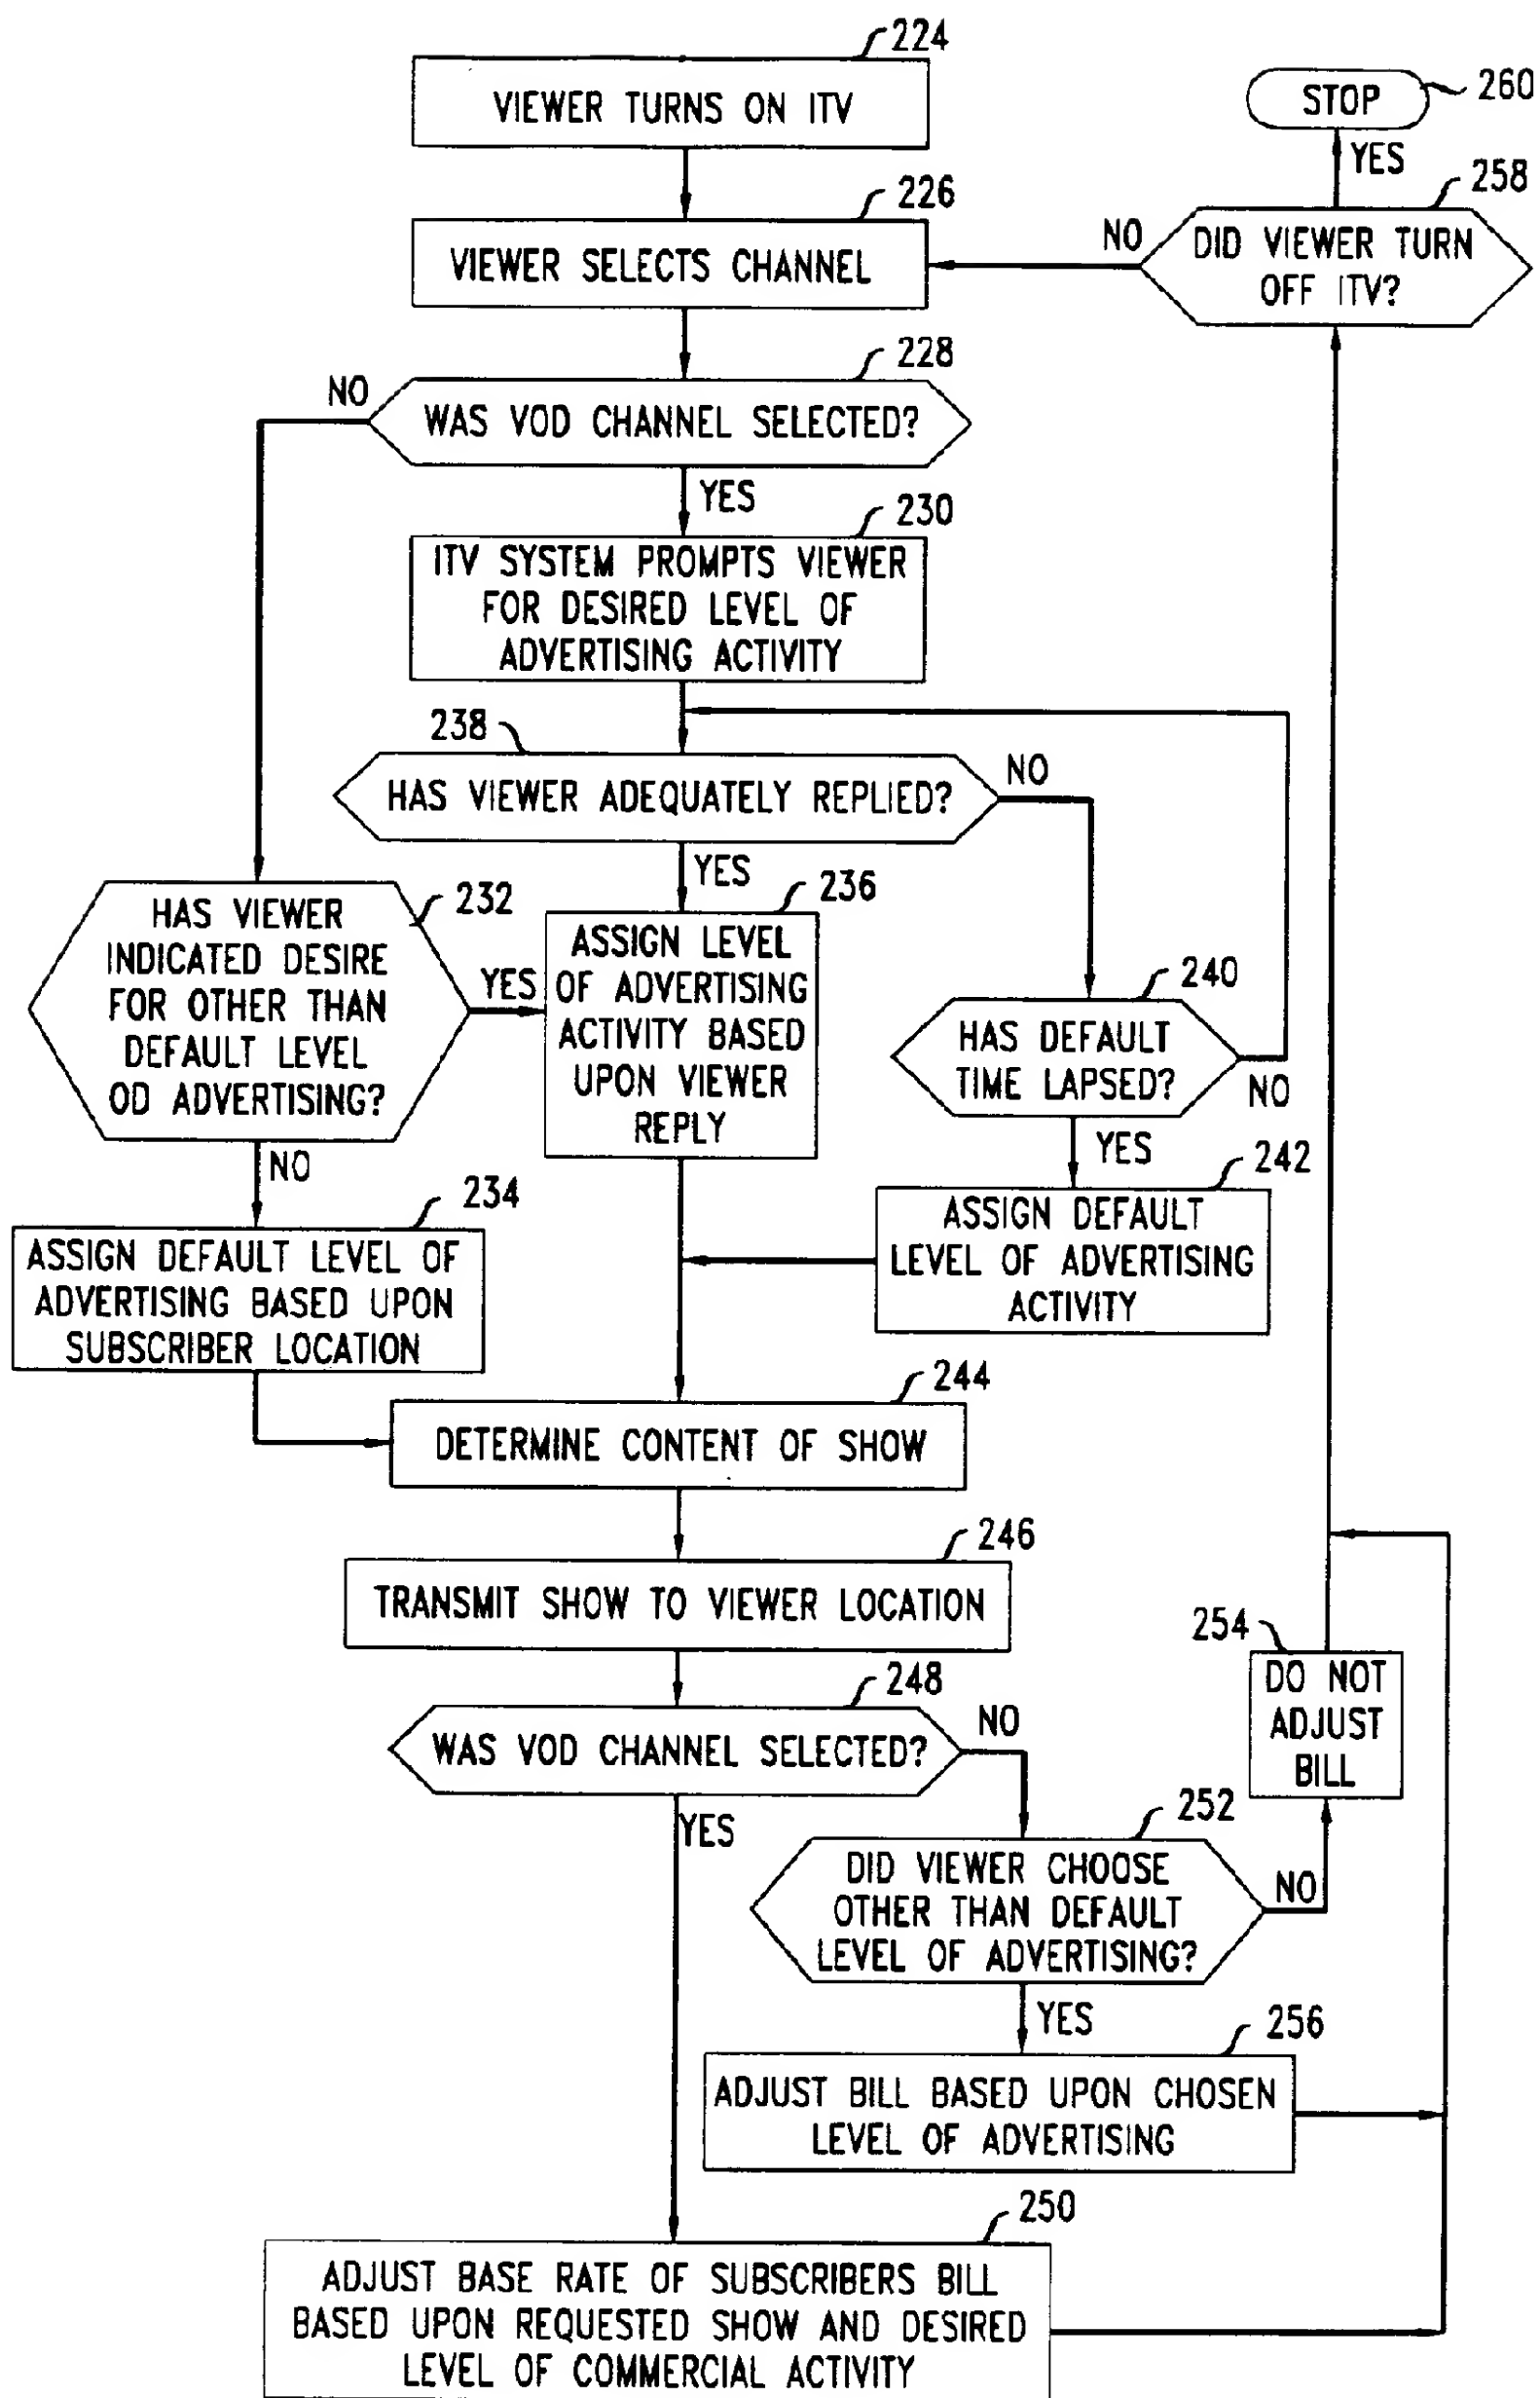 224
VIEWER TURNS ON ITV
STOP
260
YES
258
226
VIEWER SELECTS CHANNEL
NO
DID VIEWER TURN
OFF ITV?
228
NO
WAS VOD CHANNEL SELECTED?
YES
230
ITV SYSTEM PROMPTS VIEWER
FOR DESIRED LEVEL OF
ADVERTISING ACTIVITY
238
HAS VIEWER ADEQUATELY REPLIED?
NO
YES
236
232
HAS VIEWER
INDICATED DESIRE
FOR OTHER THAN
DEFAULT LEVEL
OD ADVERTISING?
YES
ASSIGN LEVEL
OF ADVERTISING
ACTIVITY BASED
UPON VIEWER
REPLY
240
HAS DEFAULT
TIME LAPSED?
NO
YES
NO
242
234
ASSIGN DEFAULT LEVEL OF
ADVERTISING BASED UPON
SUBSCRIBER LOCATION
ASSIGN DEFAULT
LEVEL OF ADVERTISING
ACTIVITY
244
DETERMINE CONTENT OF SHOW
246
TRANSMIT SHOW TO VIEWER LOCATION
254
DO NOT
ADJUST
BILL
248
WAS VOD CHANNEL SELECTED?
NO
YES
252
DID VIEWER CHOOSE
OTHER THAN DEFAULT
LEVEL OF ADVERTISING?
NO
YES
256
ADJUST BILL BASED UPON CHOSEN
LEVEL OF ADVERTISING
250
ADJUST BASE RATE OF SUBSCRIBERS BILL
BASED UPON REQUESTED SHOW AND DESIRED
LEVEL OF COMMERCIAL ACTIVITY